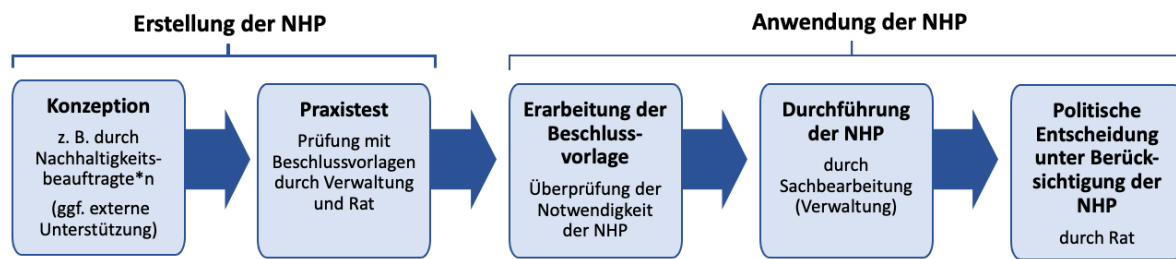 Erstellung der NHP
Anwendung der NHP
Konzeption
z. B. durch
Nachhaltigkeits-
beauftragte*n
(ggf. externe
Unterstützung)
Praxistest
Prüfung mit
Beschlussvorlagen
durch Verwaltung
und Rat
Erarbeitung der
Beschluss-
vorlage
Überprüfung der
Notwendigkeit
der NHP
Durchführung
der NHP
durch
Sachbearbeitung
(Verwaltung)
Politische
Entscheidung
unter Berück-
sichtigung der
NHP
durch Rat